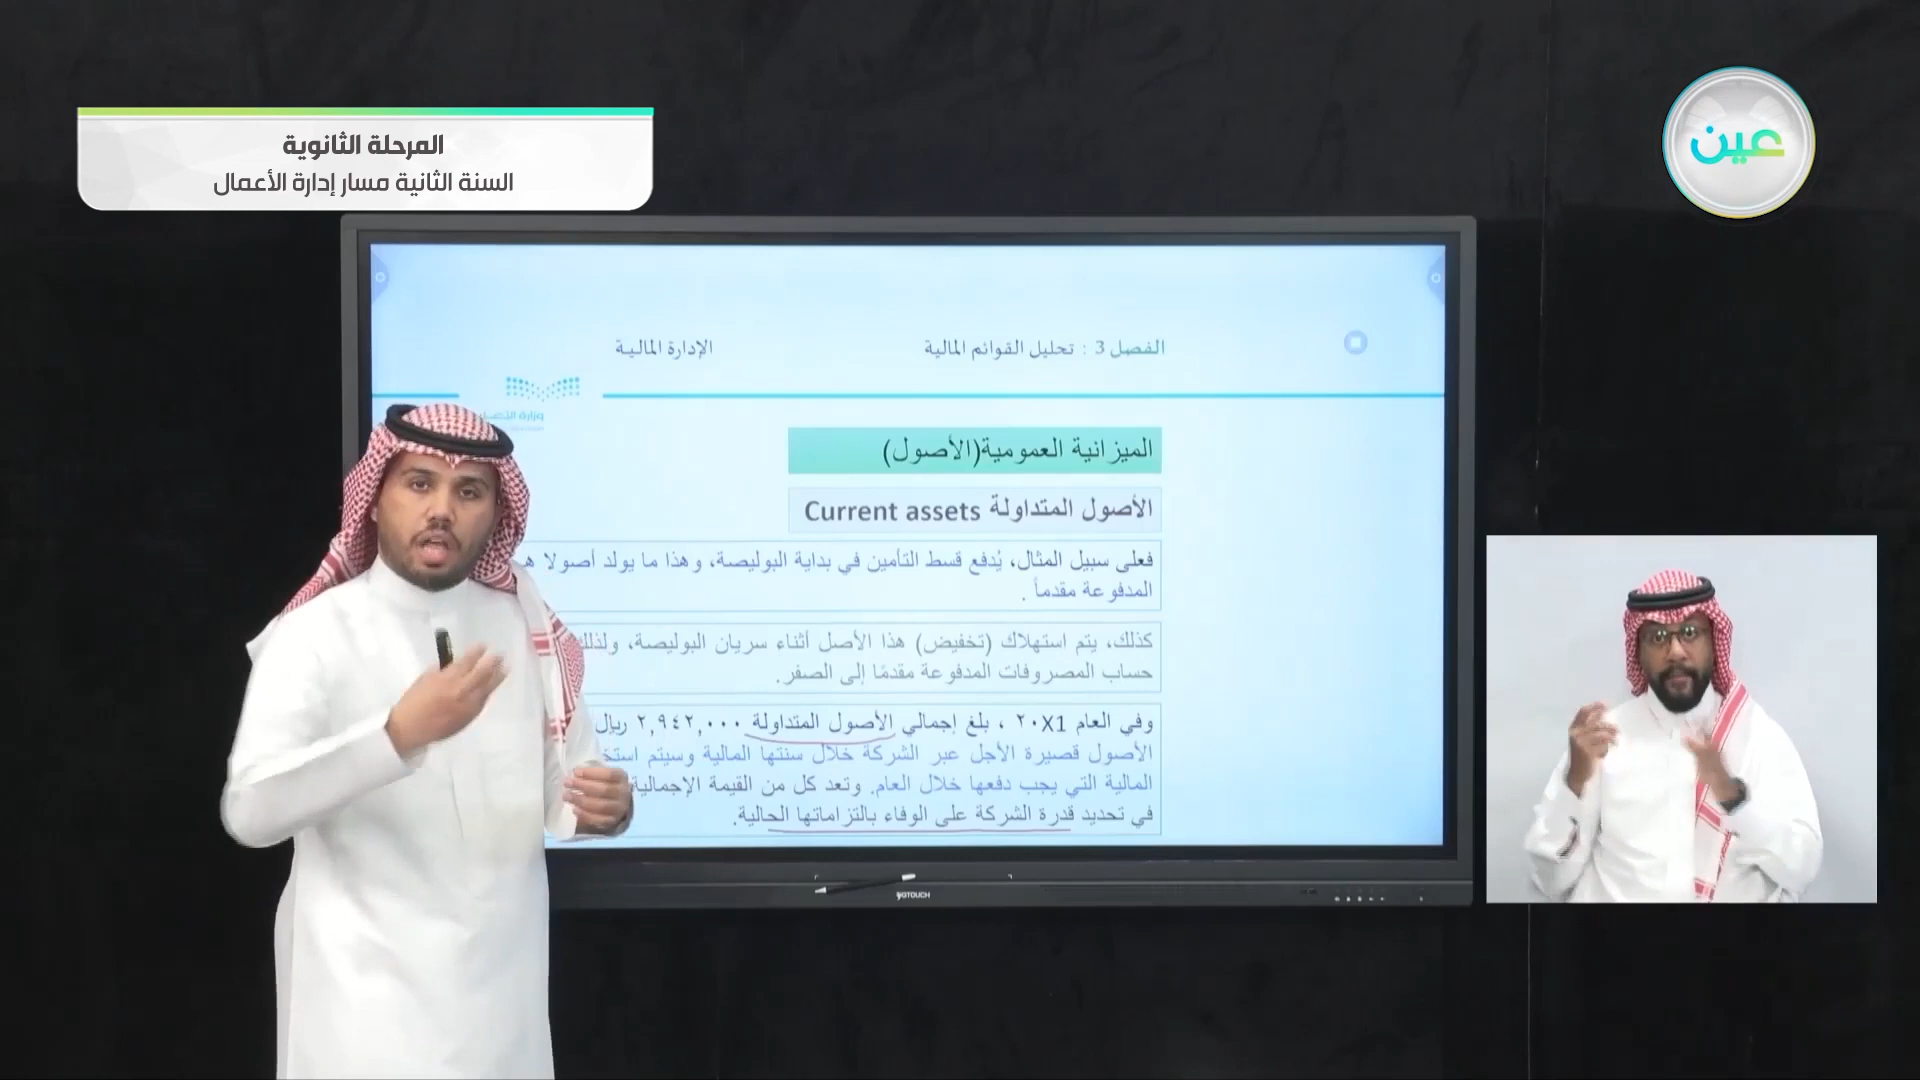 المرحلة الثانوية
السنة الثانية مسار إدارة الأعمال
عين
الفصل 3 : تحليل القوائم المالية
الإدارة المالية
وزارة التعـ
الميزانية العمومية(الأصول)
الأصول المتداولة Current assets
فعلى سبيل المثال، يُدفع قسط التأمين في بداية البوليصة، وهذا ما يولد أصولا
المدفوعة مقدماً .
كذلك، يتم استهلاك (تخفيض) هذا الأصل أثناء سريان البوليصة، ولذلك
حساب المصروفات المدفوعة مقدمًا إلى الصفر.
وفي العام ٢٠X1 ، بلغ إجمالي الأصول المتداولة ٢,٩٤٢,٠٠٠ ريال
الأصول قصيرة الأجل عبر الشركة خلال سنتها المالية وسيتم
المالية التي يجب دفعها خلال العام. وتعد كل من القيمة الإجمالية
في تحديد قدرة الشركة على الوفاء بالتزاماتها الحالية.
YGTOUCH